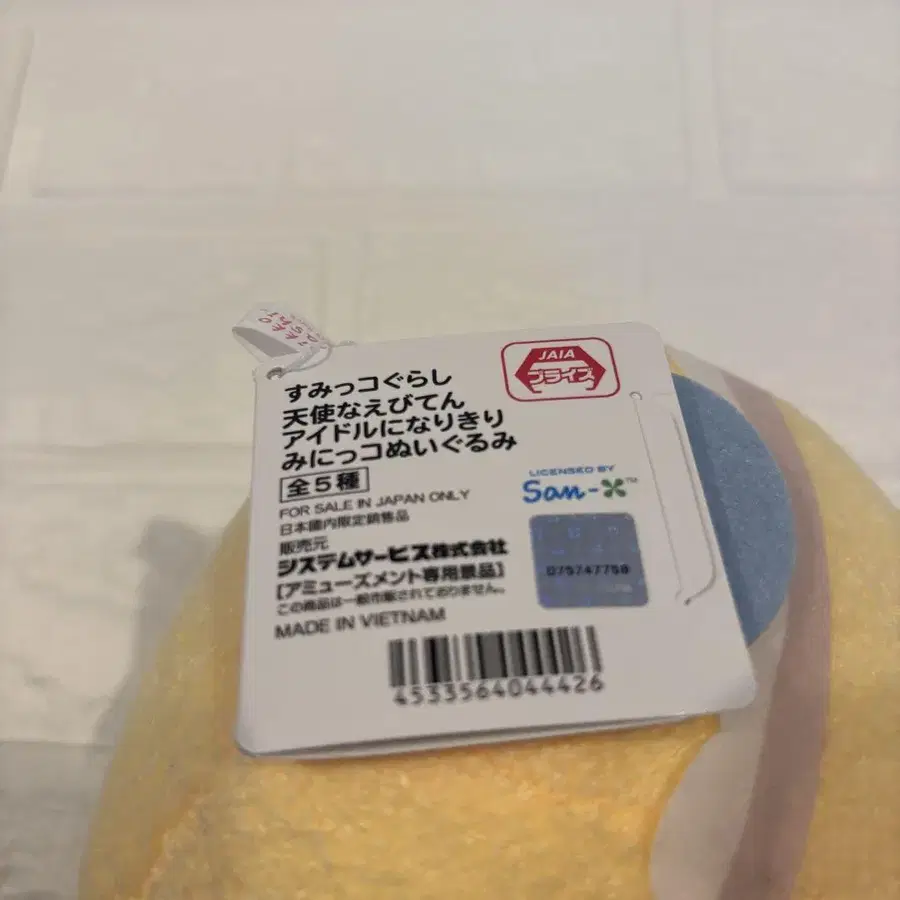 JAIA
プライズ
すみっコぐらし
天使なえびてん
アイドルになりきり
みにっコぬいぐるみ
全5種
FOR SALE IN JAPAN ONLY
日本國内限定銷售品
販売元
システムサービス株式会社
[アミューズメント専用景品]
この商品は一般市販されておりません。
MADE IN VIETNAM
LICENSED BY
San-X™
075747758
4533564044426